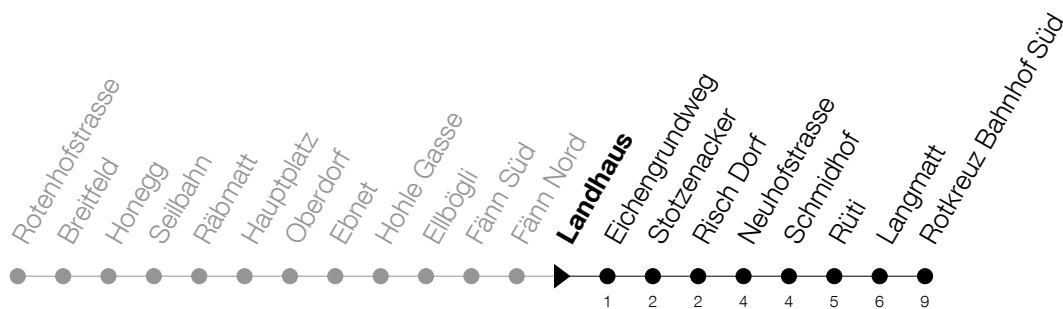 Rotenhofstrasse
Breitfeld
Honegg
Seilbahn
Räbmatt
Hauptplatz
Oberdorf
Ebnet
Hohle Gasse
Ellbögli
Fänn Süd
Fänn Nord
Landhaus
Eichengrundweg
Stotzenacker
Risch Dorf
Neuhofstrasse
Schmidhof
Rüti
Langmatt
Rotkreuz Bahnhof Süd
1 2 2 4 4 5 6 9